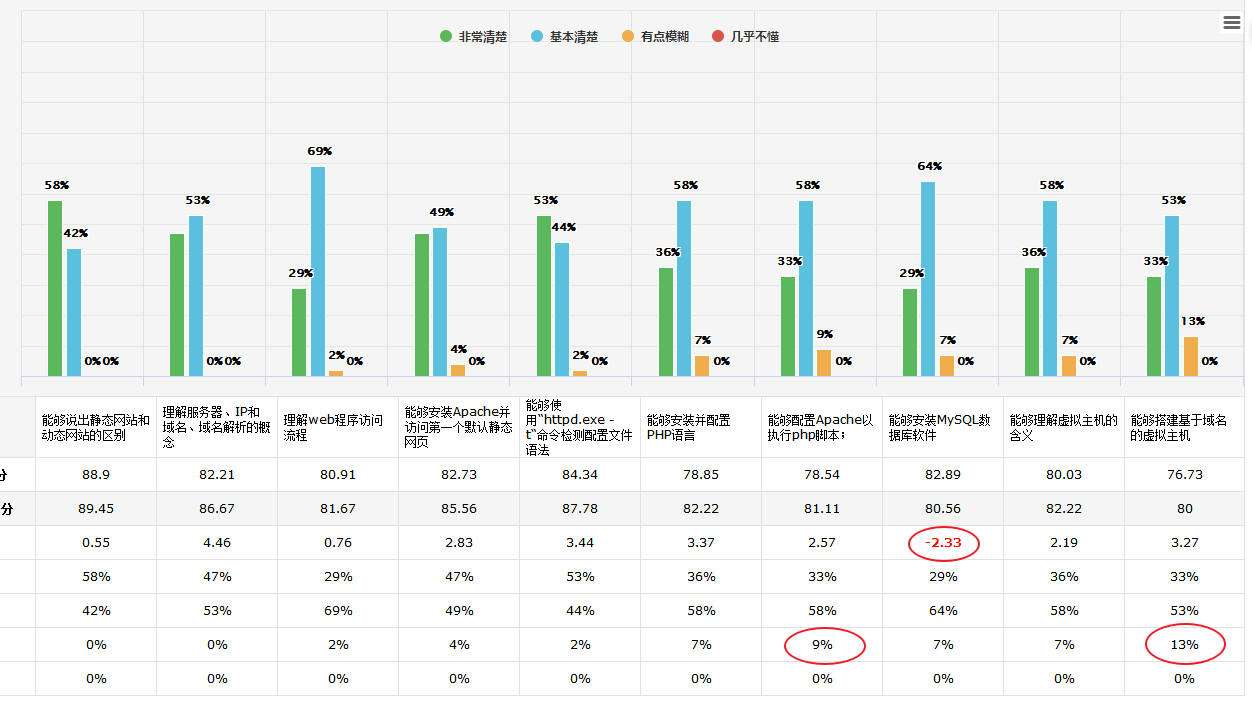 非常清楚 基本清楚 有点模糊 几乎不懂
58% 42% 0% 0%
53% 0% 0%
29% 69% 2% 0%
49% 4% 0%
53% 44% 2% 0%
36% 58% 7% 0%
33% 58% 9% 0%
29% 64% 7% 0%
36% 58% 7% 0%
33% 53% 13% 0%
能够说出静态网站和
动态网站的区别
理解服务器、IP和
域名、域名解析的概
念
理解web程序访问
流程
能够安装Apache并
访问第一个默认静态
网页
能够使
用“httpd.exe -
t”命令检测配置文件
语法
能够安装并配置
PHP语言
能够配置Apache以
执行php脚本；
能够安装MySQL数
据库软件
能够理解虚拟主机的
含义
能够搭建基于域名
的虚拟主机
分 88.9 82.21 80.91 82.73 84.34 78.85 78.54 82.89 80.03 76.73
分 89.45 86.67 81.67 85.56 87.78 82.22 81.11 80.56 82.22 80
0.55 4.46 0.76 2.83 3.44 3.37 2.57 -2.33 2.19 3.27
58% 47% 29% 47% 53% 36% 33% 29% 36% 33%
42% 53% 69% 49% 44% 58% 58% 64% 58% 53%
0% 0% 2% 4% 2% 7% 9% 7% 7% 13%
0% 0% 0% 0% 0% 0% 0% 0% 0% 0%